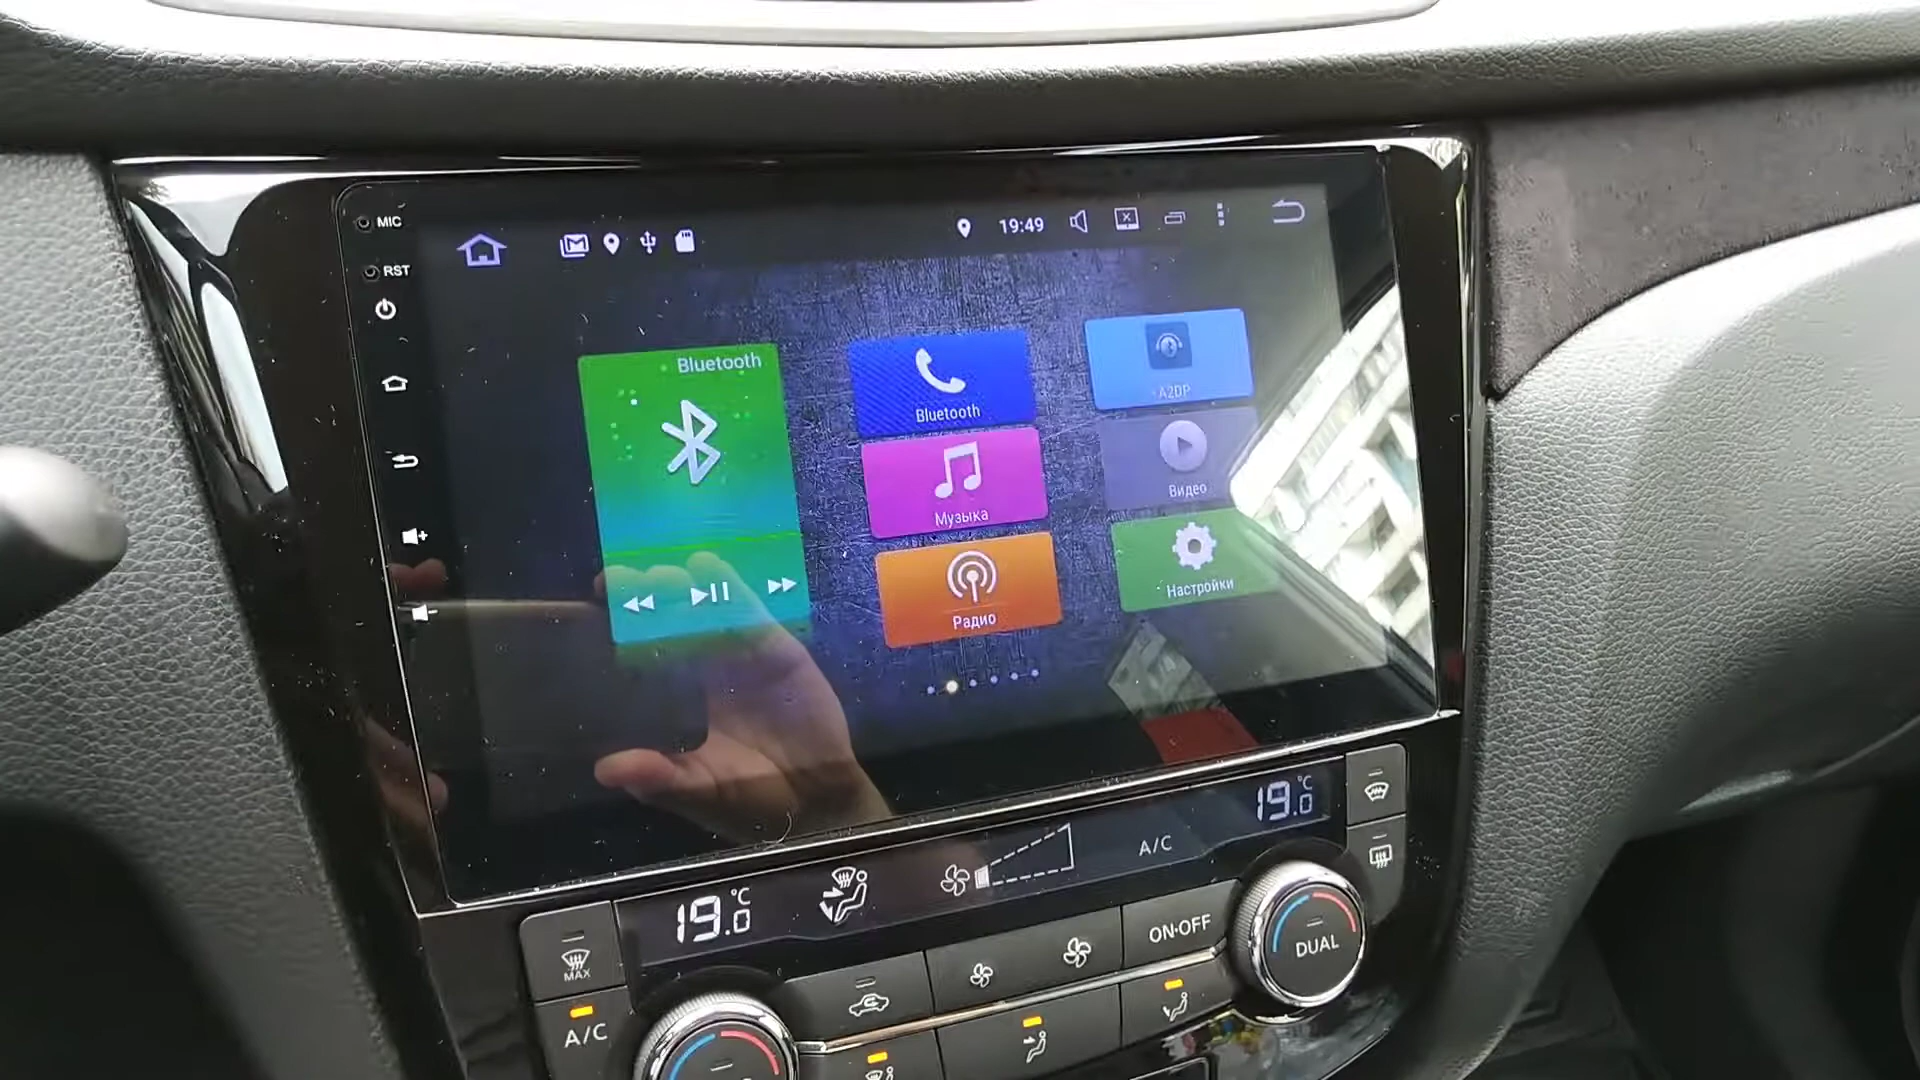 MIC
19:49
RST
Bluetooth
Bluetooth
A2DP
Музыка
Видео
Радио
Настройки
19.0 °C
A/C
19.0 °C
MAX
ON·OFF
DUAL
A/C